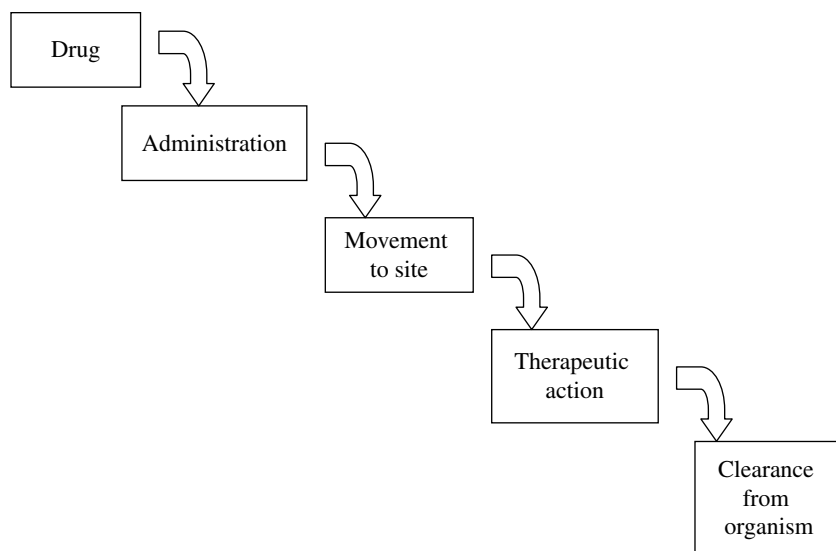 Drug
Administration
Movement
to site
Therapeutic
action
Clearance
from
organism